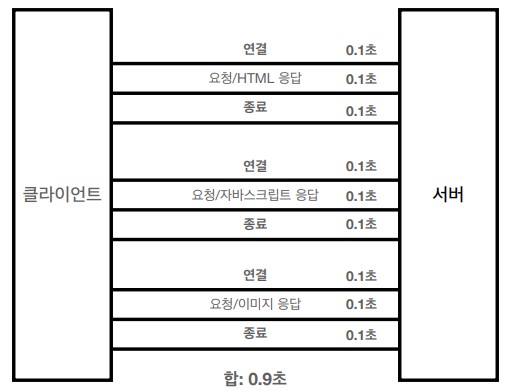 연결 0.1초
요청/HTML 응답 0.1초
종료 0.1초
연결 0.1초
클라이언트 요청/자바스크립트 응답 0.1초 서버
종료 0.1초
연결 0.1초
요청/이미지 응답 0.1초
종료 0.1초
합: 0.9초